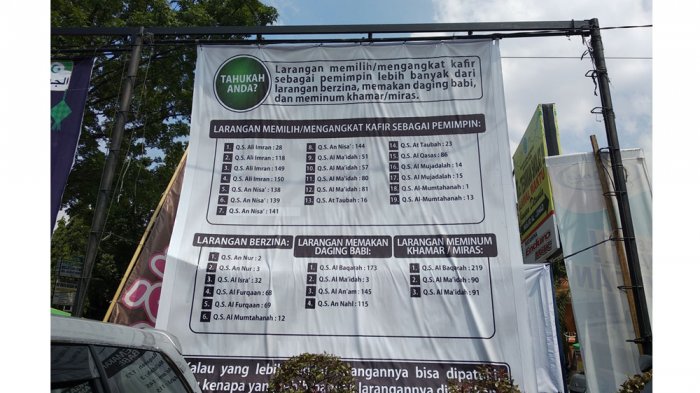 TAHUKAH
ANDA?
Larangan memilih/mengangkat kafir
sebagai pemimpin lebih banyak dari
larangan berzina, memakan daging babi,
dan meminum khamar/miras.
LARANGAN MEMILIH/MENGANGKAT KAFIR SEBAGAI PEMIMPIN:
1. Q.S. Ali Imran : 28
2. Q.S. Ali Imran : 118
3. Q.S. Ali Imran : 149
4. Q.S. Ali Imran : 150
5. Q.S. An Nisa' : 138
6. Q.S. An Nisa' : 139
7. Q.S. An Nisa' : 141
8. Q.S. An Nisa' : 144
9. Q.S. Al Ma'idah : 51
10. Q.S. Al Ma'idah : 57
11. Q.S. Al Ma'idah : 80
12. Q.S. Al Ma'idah : 81
13. Q.S. At Taubah : 16
14. Q.S. At Taubah : 23
15. Q.S. Al Qasas : 86
16. Q.S. Al Mujadalah : 14
17. Q.S. Al Mujadalah : 15
18. Q.S. Al-Mumtahanah : 1
19. Q.S. Al-Mumtahanah : 13
LARANGAN BERZINA:
1. Q.S. An Nur : 2
2. Q.S. An Nur : 3
3. Q.S. Al Isra' : 32
4. Q.S. Al Furqaan : 68
5. Q.S. Al Furqaan : 69
6. Q.S. Al Mumtahanah : 12
LARANGAN MEMAKAN
DAGING BABI:
1. Q.S. Al Baqarah : 173
2. Q.S. Al Ma'idah : 3
3. Q.S. Al An'am : 145
4. Q.S. An Nahl : 115
LARANGAN MEMINUM
KHAMAR / MIRAS:
1. Q.S. Al Baqarah : 219
2. Q.S. Al Ma'idah : 90
3. Q.S. Al Ma'idah : 91
Kalau yang lebih larangannya bisa
kenapa yang larangannya